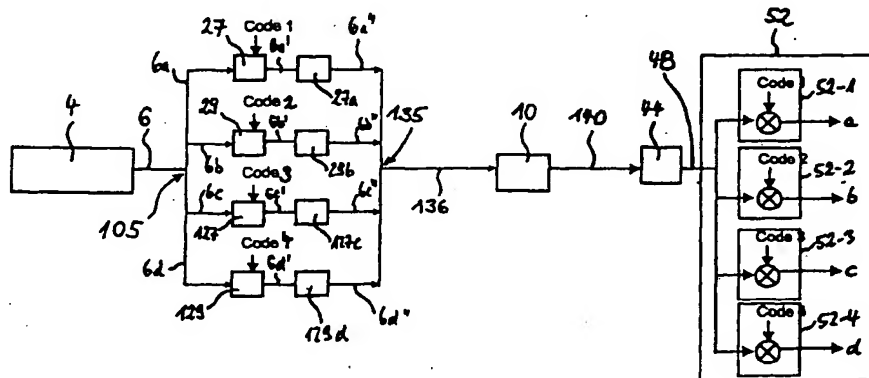 52
27
Code 1
6a'
6a"
6a
27a
48
4
6
29
Code 2
6b'
6b"
135
10
140
44
Code
52-1
a
6b
29b
Code 2
52-2
b
136
105
6c
Code 3
6c'
6c"
127
127c
Code
52-3
c
6d
Code 4
6d'
6d"
129
129d
Code
52-4
d